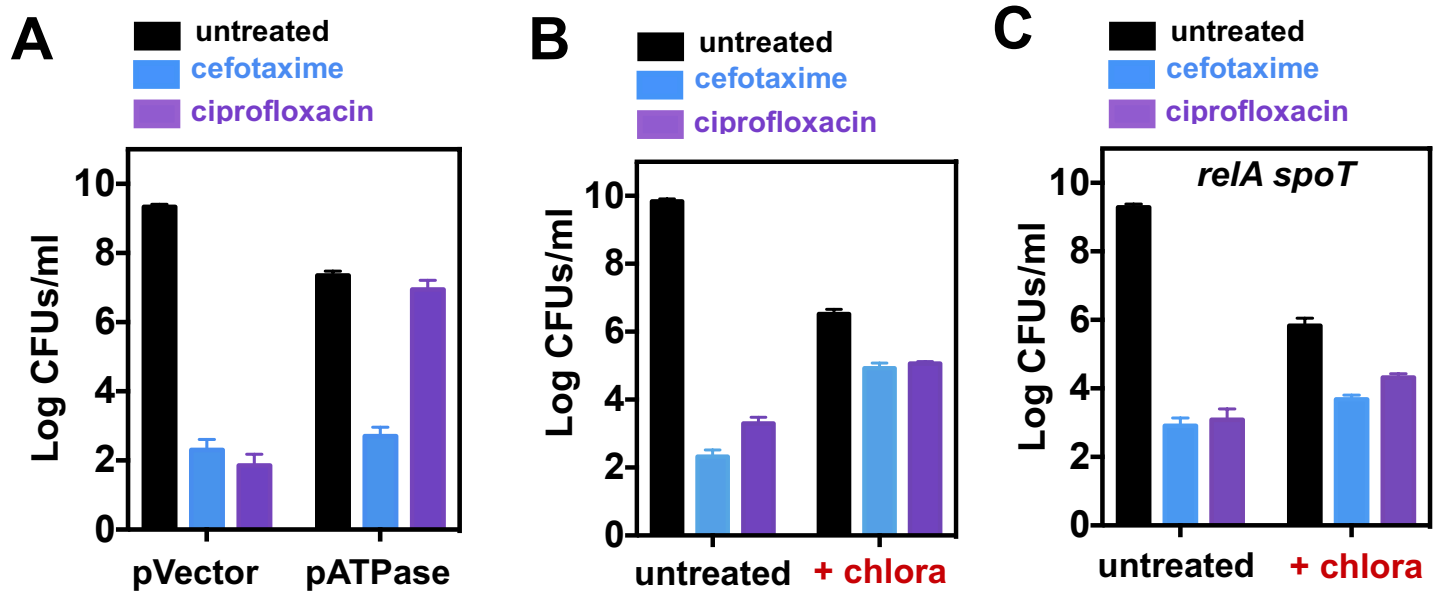 A
untreated
cefotaxime
ciprofloxacin
Log CFUs/ml
10
8
6
4
2
0
pVector pATPase
B
untreated
cefotaxime
ciprofloxacin
Log CFUs/ml
10
8
6
4
2
0
untreated + chlora
C
untreated
cefotaxime
ciprofloxacin
relA spoT
Log CFUs/ml
10
8
6
4
2
0
untreated + chlora